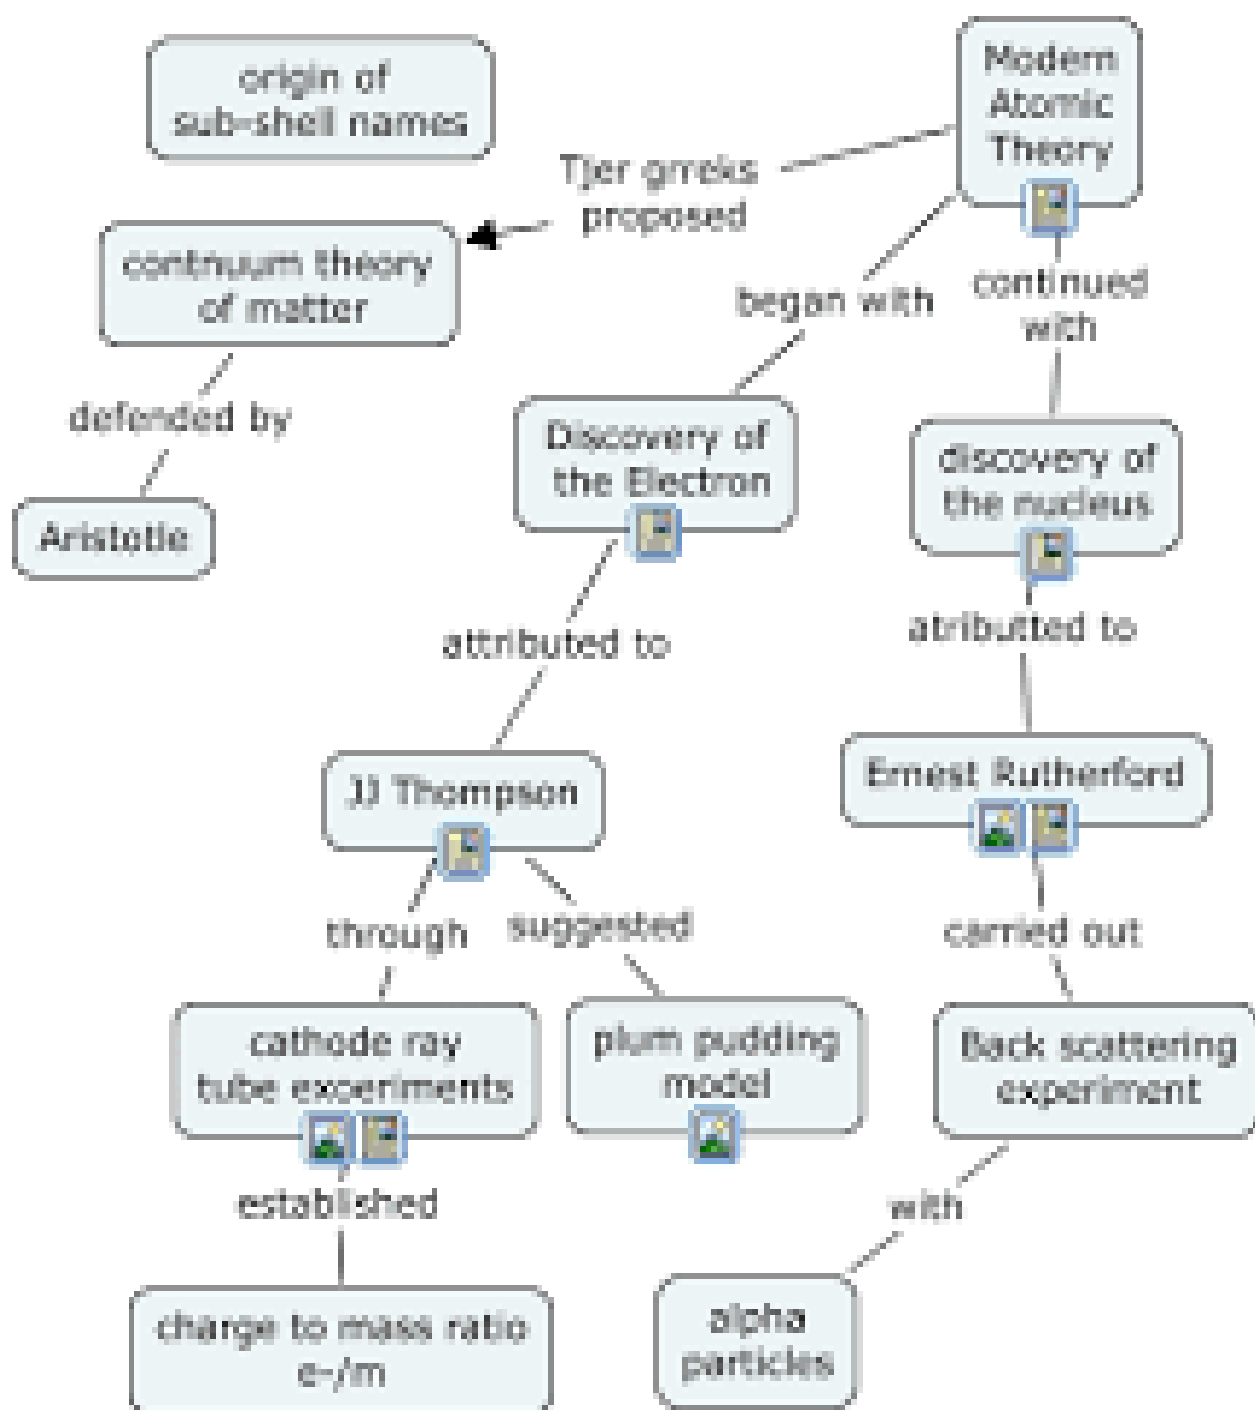 origin of
sub-shell names
Modern
Atomic
Theory
Tjer grreks
proposed
contnuum theory
of matter
began with
continued
with
defended by
Aristotle
Discovery of
the Electron
discovery of
the nucleus
attributed to
atributted to
JJ Thompson
Ernest Rutherford
through
suggested
carried out
cathode ray
tube experiments
plum pudding
model
Back scattering
experiment
established
with
charge to mass ratio
e-/m
alpha
particles